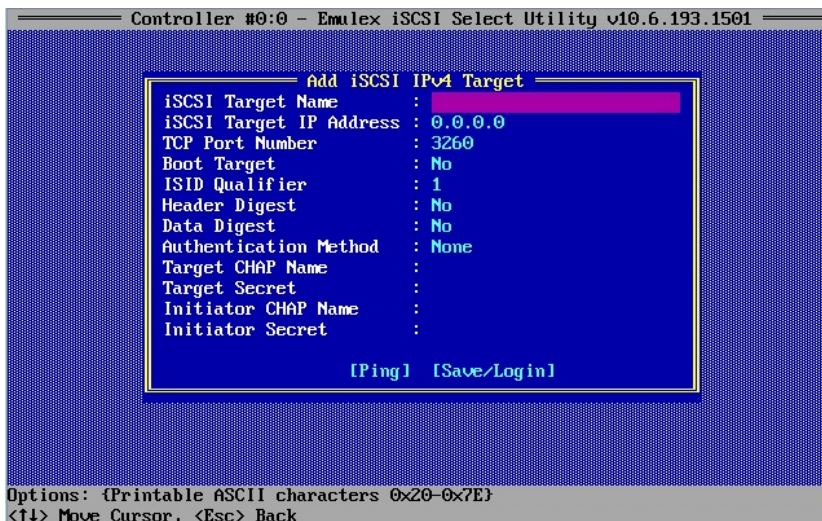 Controller #0:0 - Emulex iSCSI Select Utility v10.6.193.1501
Add iSCSI IPv4 Target
iSCSI Target Name :
iSCSI Target IP Address : 0.0.0.0
TCP Port Number : 3260
Boot Target : No
ISID Qualifier : 1
Header Digest : No
Data Digest : No
Authentication Method : None
Target CHAP Name :
Target Secret :
Initiator CHAP Name :
Initiator Secret :
[Ping] [Save/Login]
Options: {Printable ASCII characters 0x20-0x7E}
<↑↓> Move Cursor, <Esc> Back